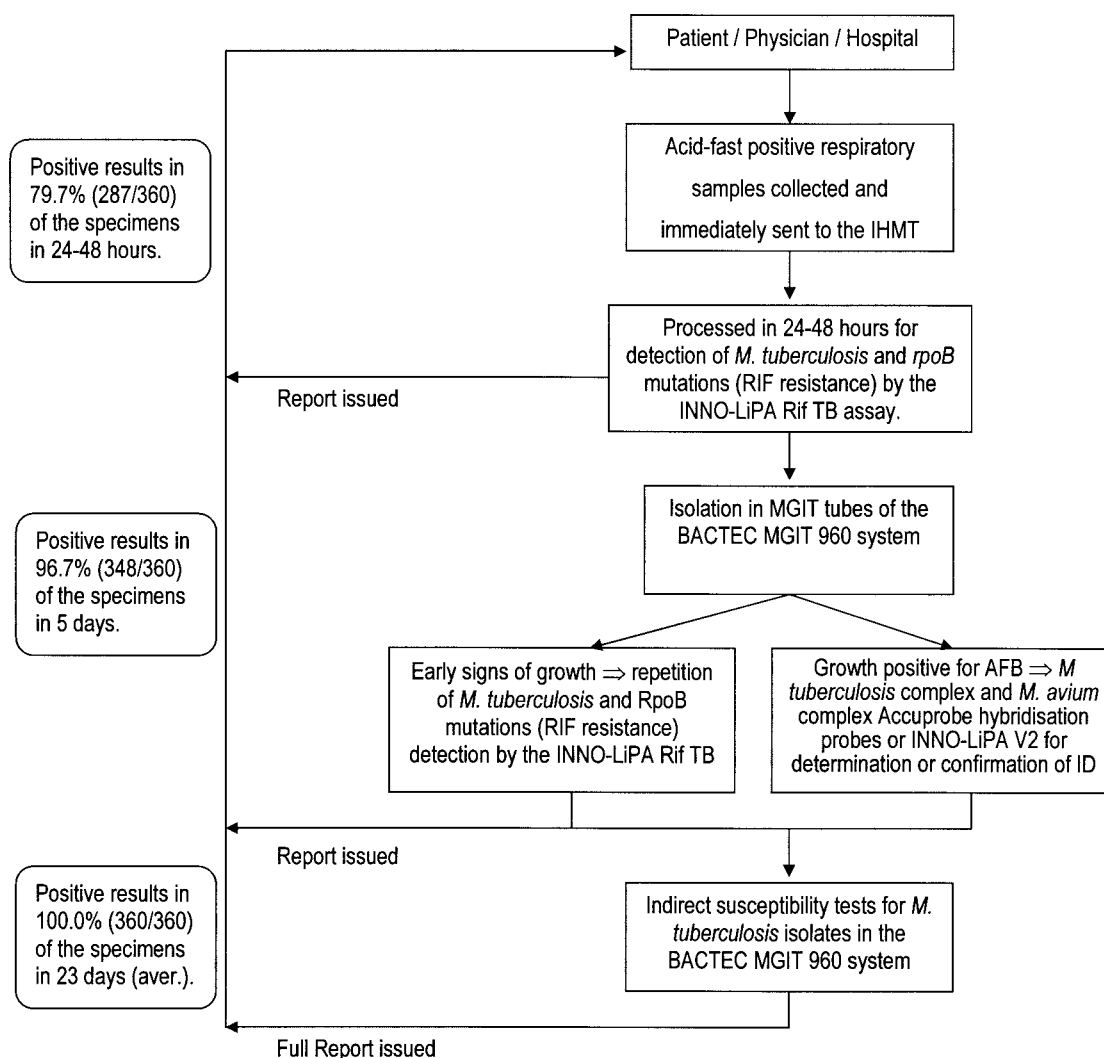 Patient / Physician / Hospital
Acid-fast positive respiratory
samples collected and
immediately sent to the IHMT
Positive results in
79.7% (287/360)
of the specimens
in 24-48 hours.
Processed in 24-48 hours for
detection of M. tuberculosis and rpoB
mutations (RIF resistance) by the
INNO-LiPA Rif TB assay.
Report issued
Isolation in MGIT tubes of the
BACTEC MGIT 960 system
Positive results in
96.7% (348/360)
of the specimens
in 5 days.
Early signs of growth ⇒ repetition
of M. tuberculosis and RpoB
mutations (RIF resistance)
detection by the INNO-LiPA Rif TB
Growth positive for AFB ⇒ M
tuberculosis complex and M. avium
complex Accuprobe hybridisation
probes or INNO-LiPA V2 for
determination or confirmation of ID
Report issued
Positive results in
100.0% (360/360)
of the specimens
in 23 days (aver.).
Indirect susceptibility tests for M.
tuberculosis isolates in the
BACTEC MGIT 960 system
Full Report issued